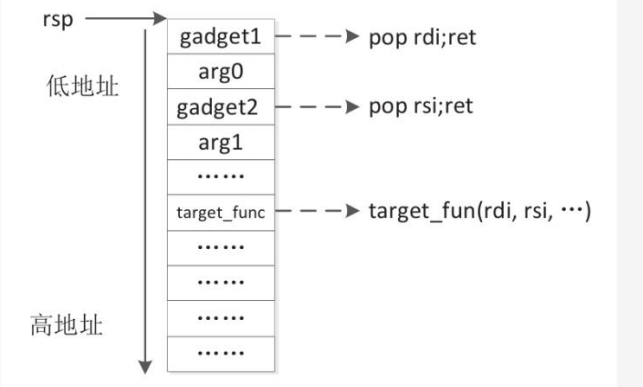 rsp
gadget1 pop rdi;ret
低地址
arg0
gadget2 pop rsi;ret
arg1
……
target_func target_fun(rdi, rsi, …)
……
……
高地址
……
……